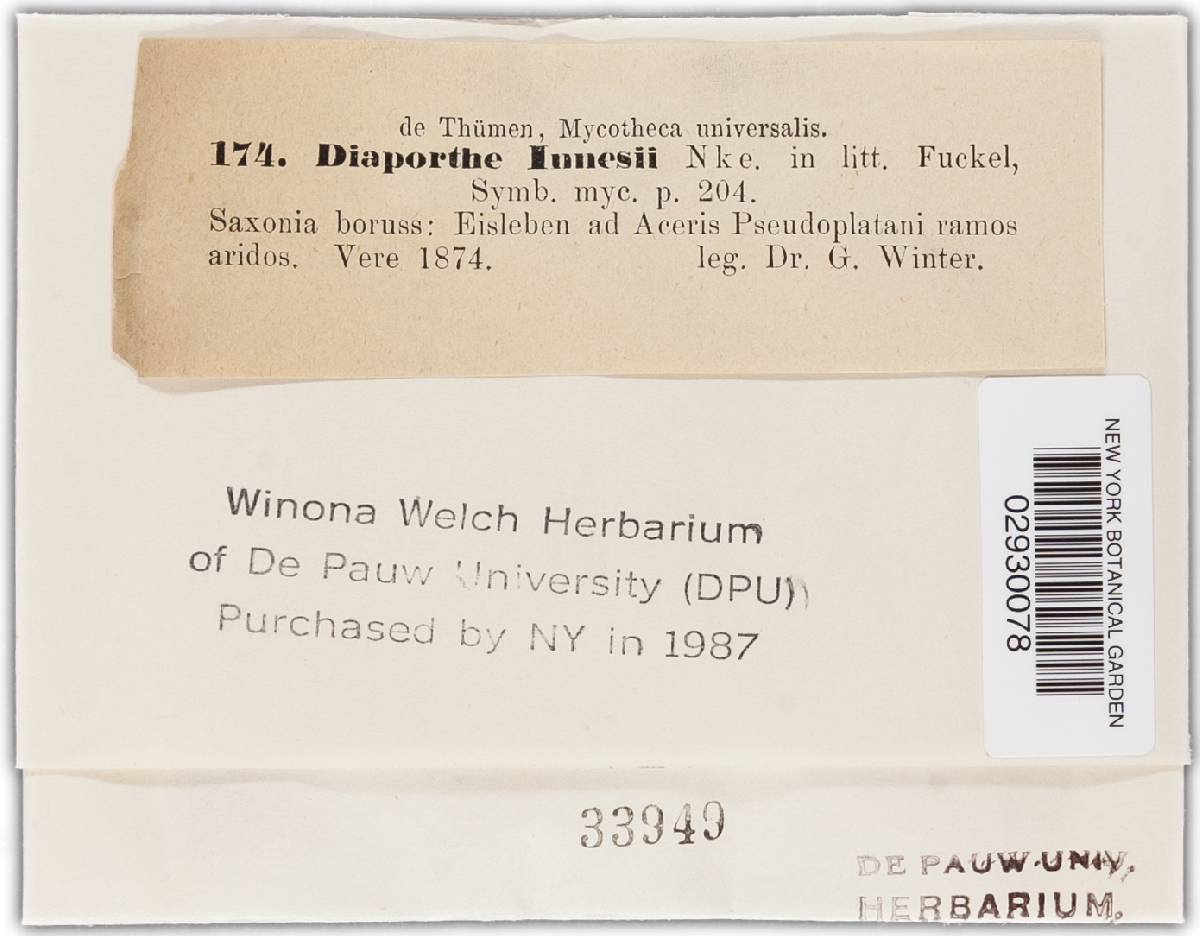 de Thümen, Mycotheca universalis.
174. Diaporthe Innesii Nke. in litt. Fuckel,
Symb. myc. p. 204.
Saxonia boruss: Eisleben ad Aceris Pseudoplatani ramos
aridos. Vere 1874. leg. Dr. G. Winter.
Winona Welch Herbarium
of De Pauw University (DPU)
Purchased by NY in 1987
NEW YORK BOTANICAL GARDEN
02930078
33949
DE PAUW UNIV.
HERBARIUM.